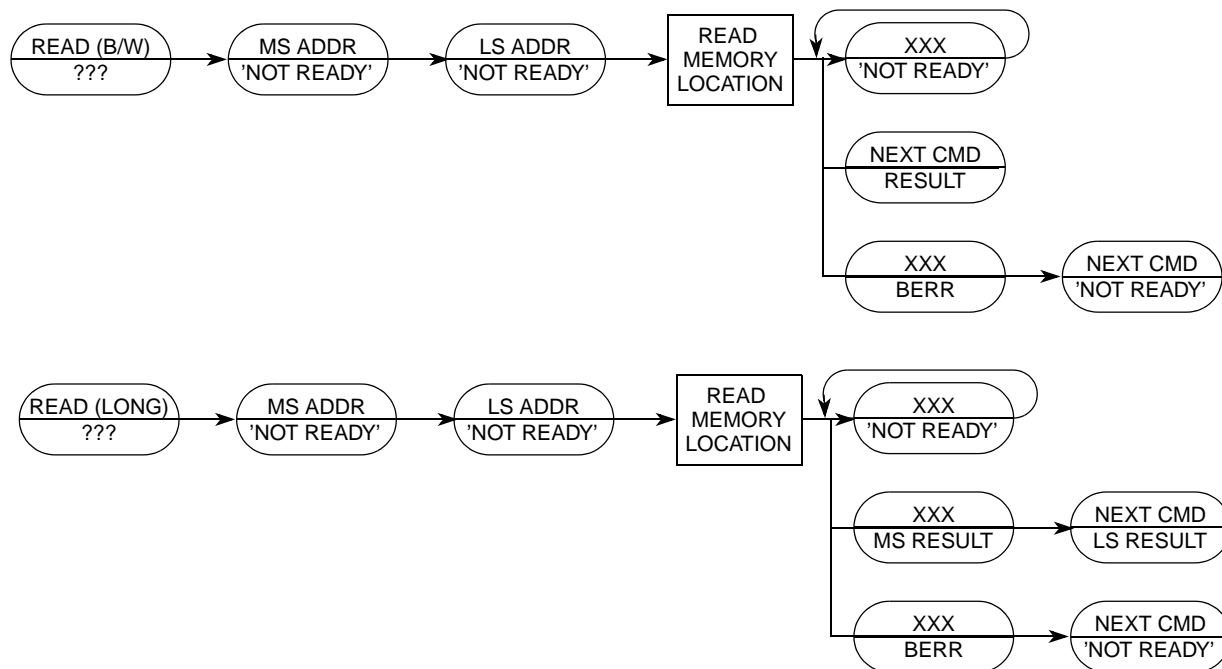 READ (B/W)
???
MS ADDR
'NOT READY'
LS ADDR
'NOT READY'
READ
MEMORY
LOCATION
XXX
'NOT READY'
NEXT CMD
RESULT
XXX
BERR
NEXT CMD
'NOT READY'
READ (LONG)
???
MS ADDR
'NOT READY'
LS ADDR
'NOT READY'
READ
MEMORY
LOCATION
XXX
'NOT READY'
XXX
MS RESULT
NEXT CMD
LS RESULT
XXX
BERR
NEXT CMD
'NOT READY'